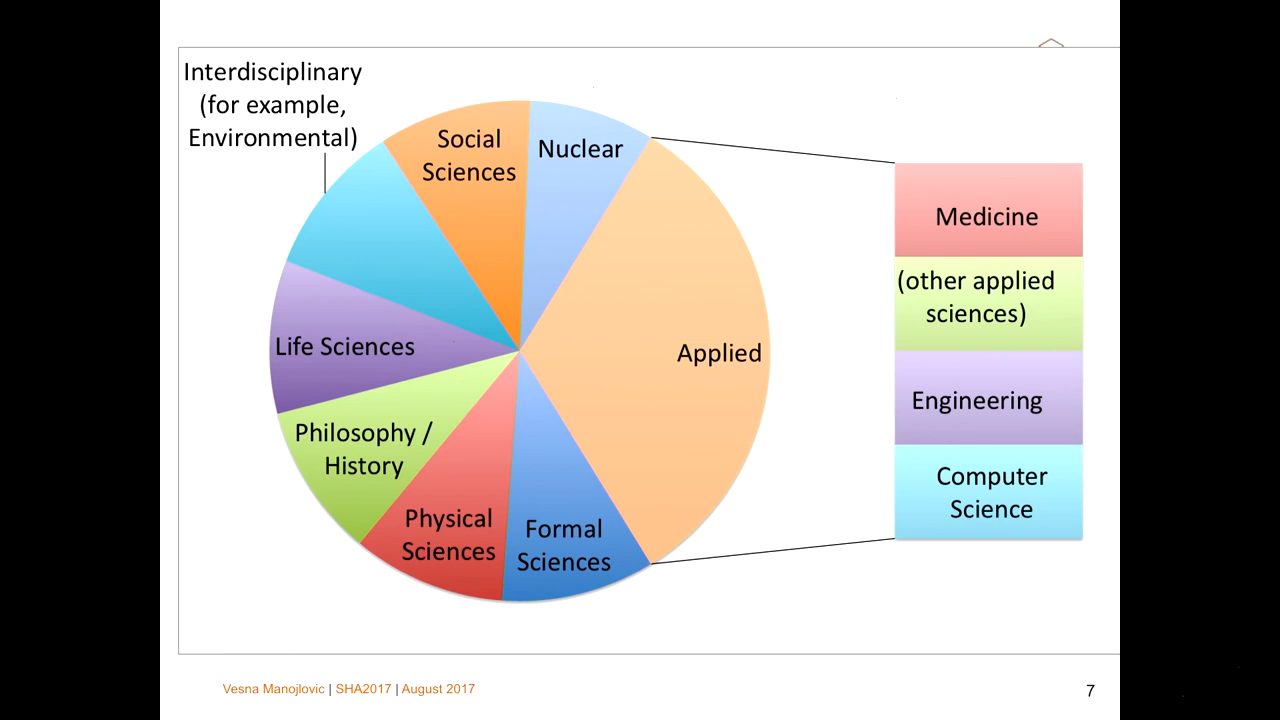 Interdisciplinary
(for example,
Environmental)
Social
Sciences
Nuclear
Applied
Life Sciences
Philosophy /
History
Physical
Sciences
Formal
Sciences
Medicine
(other applied
sciences)
Engineering
Computer
Science
Vesna Manojlovic | SHA2017 | August 2017
7